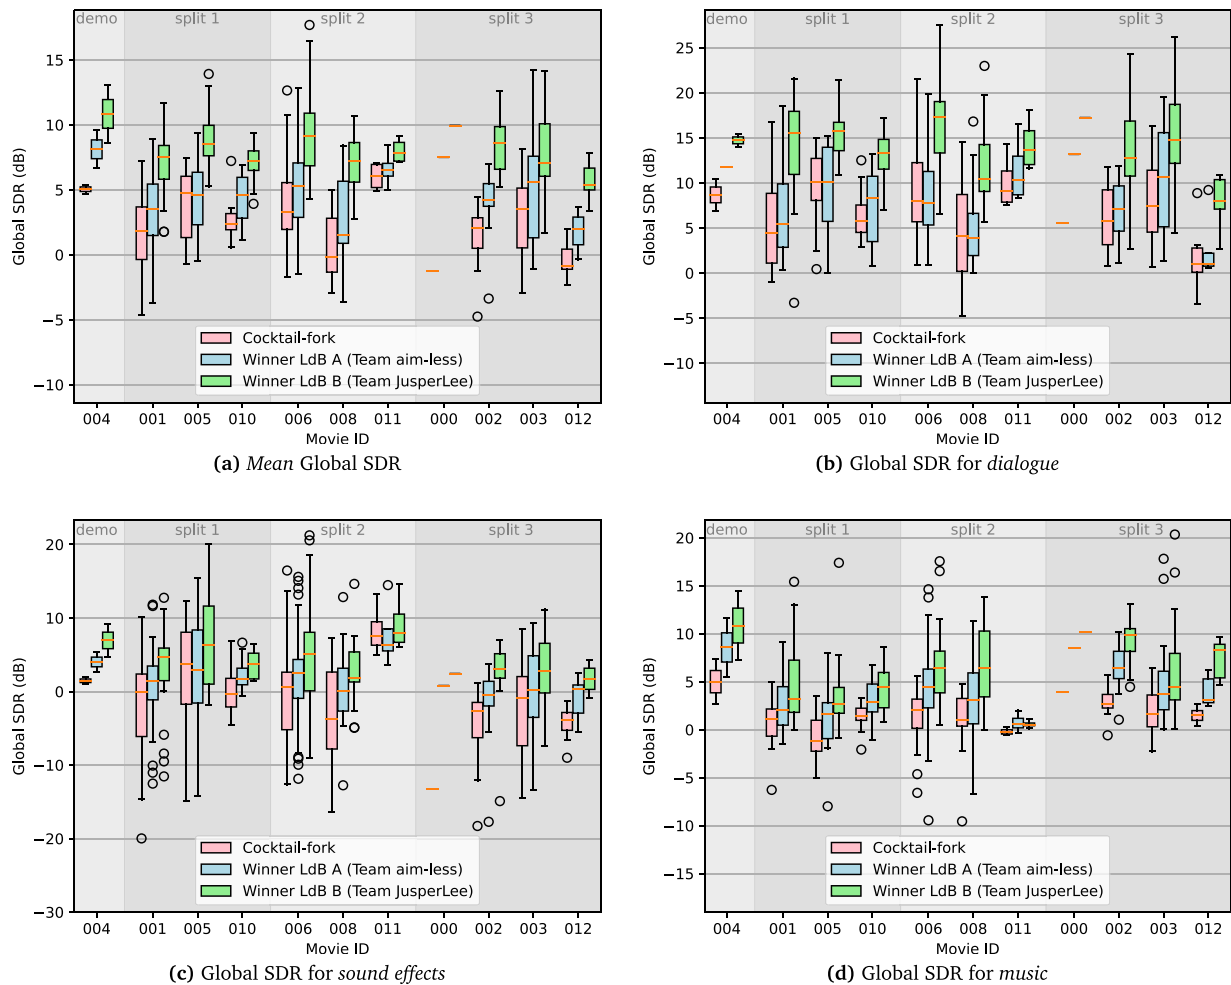 demo split 1 split 2 split 3
15
10
5
0
−5
−10
Global SDR (dB)
Cocktail-fork
Winner LdB A (Team aim-less)
Winner LdB B (Team JusperLee)
004 001 005 010 006 008 011 000 002 003 012
Movie ID
(a) Mean Global SDR
demo split 1 split 2 split 3
25
20
15
10
5
0
−5
−10
Global SDR (dB)
Cocktail-fork
Winner LdB A (Team aim-less)
Winner LdB B (Team JusperLee)
004 001 005 010 006 008 011 000 002 003 012
Movie ID
(b) Global SDR for dialogue
demo split 1 split 2 split 3
20
10
0
−10
−20
−30
Global SDR (dB)
Cocktail-fork
Winner LdB A (Team aim-less)
Winner LdB B (Team JusperLee)
004 001 005 010 006 008 011 000 002 003 012
Movie ID
(c) Global SDR for sound effects
demo split 1 split 2 split 3
20
15
10
5
0
−5
−10
−15
Global SDR (dB)
Cocktail-fork
Winner LdB A (Team aim-less)
Winner LdB B (Team JusperLee)
004 001 005 010 006 008 011 000 002 003 012
Movie ID
(d) Global SDR for music